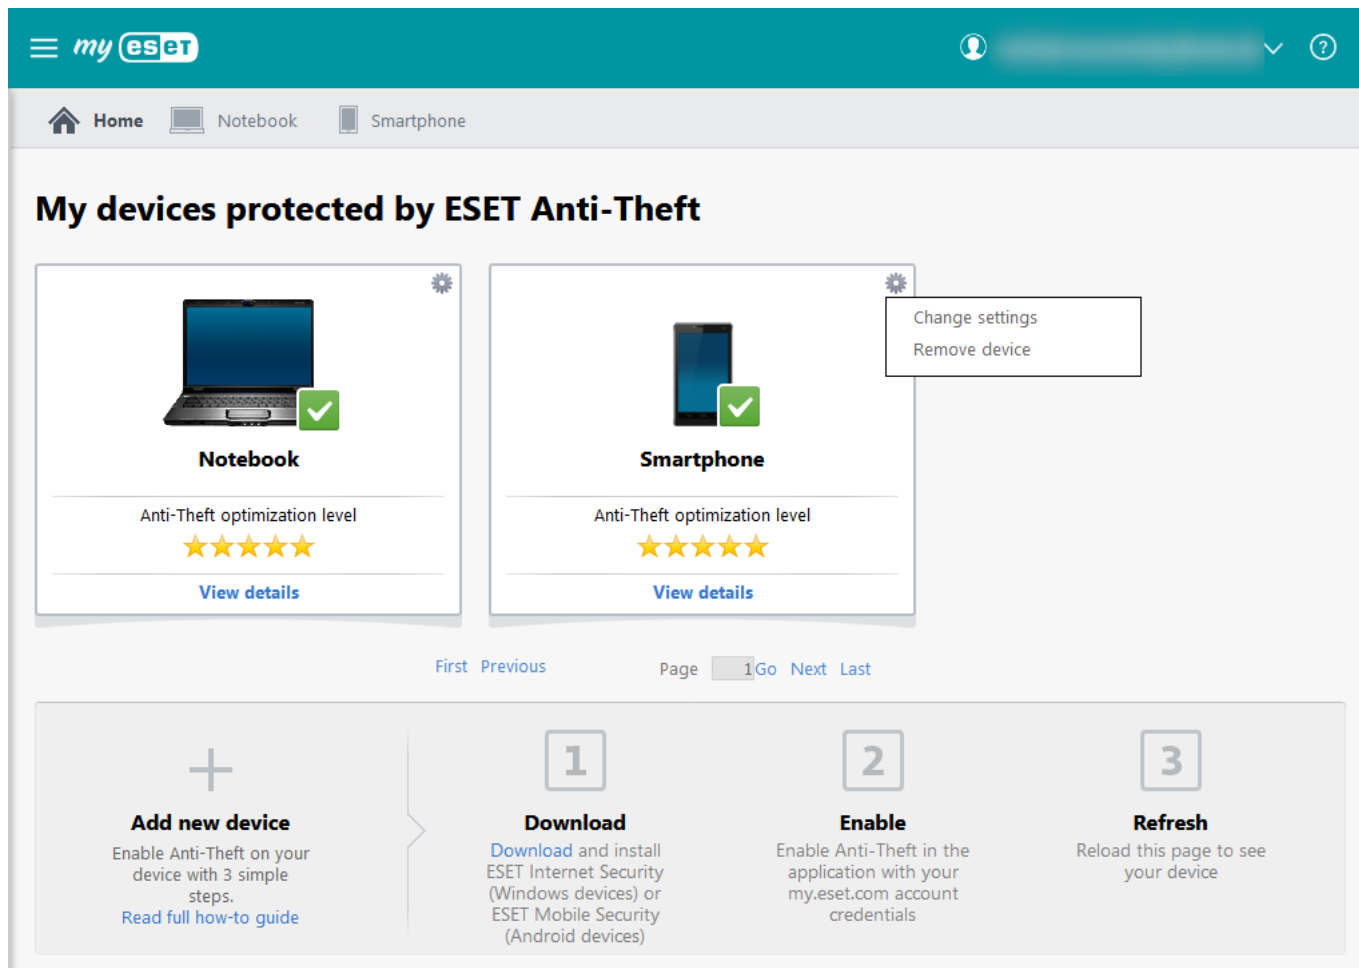 my eset
?
Home Notebook Smartphone
My devices protected by ESET Anti-Theft
Notebook
Anti-Theft optimization level
View details
Smartphone
Anti-Theft optimization level
View details
Change settings
Remove device
First Previous Page 1 Go Next Last
Add new device
Enable Anti-Theft on your
device with 3 simple
steps.
Read full how-to guide
1
Download
Download and install
ESET Internet Security
(Windows devices) or
ESET Mobile Security
(Android devices)
2
Enable
Enable Anti-Theft in the
application with your
my.eset.com account
credentials
3
Refresh
Reload this page to see
your device